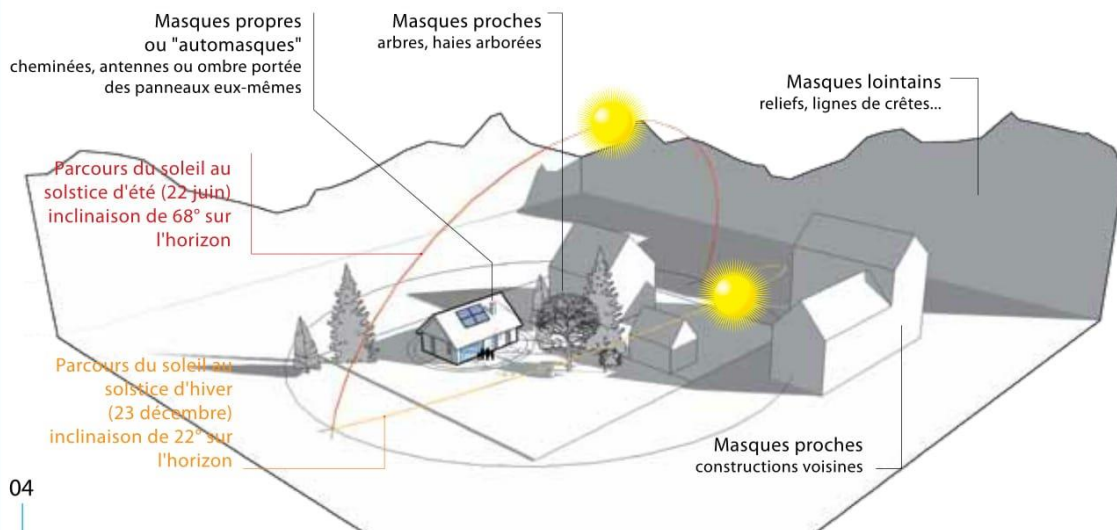 Masques propres
ou "automasques"
cheminées, antennes ou ombre portée
des panneaux eux-mêmes
Masques proches
arbres, haies arborées
Masques lointains
reliefs, lignes de crêtes...
Parcours du soleil au
solstice d'été (22 juin)
inclinaison de 68° sur
l'horizon
Parcours du soleil au
solstice d'hiver
(23 décembre)
inclinaison de 22° sur
l'horizon
Masques proches
constructions voisines
04